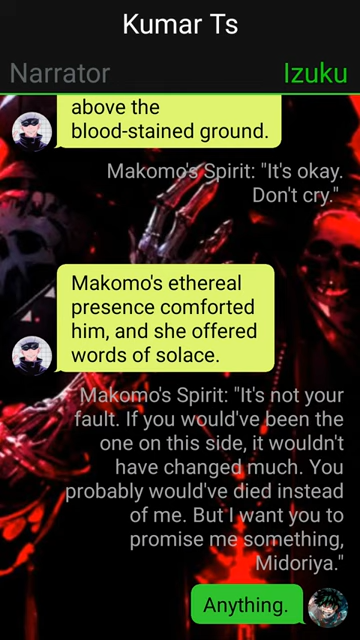 Kumar Ts
Narrator
Izuku
above the
blood-stained ground.
Makomo's Spirit: "It's okay.
Don't cry."
Makomo's ethereal
presence comforted
him, and she offered
words of solace.
Makomo's Spirit: "It's not your
fault. If you would've been the
one on this side, it wouldn't
have changed much. You
probably would've died instead
of me. But I want you to
promise me something,
Midoriya."
Anything.